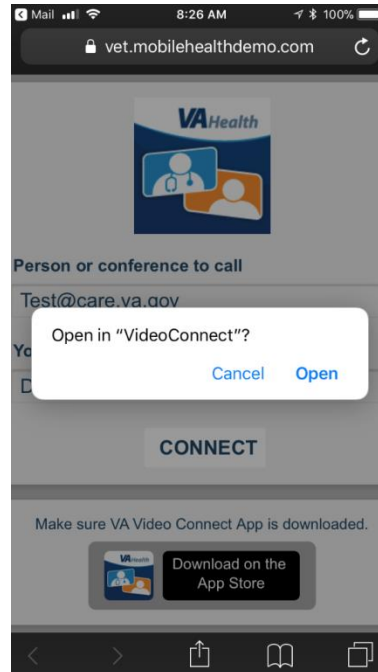 Mail 8:26 AM 100%
vet.mobilehealthdemo.com
VA Health
Person or conference to call
Test@care.va.gov
Open in “VideoConnect”?
Yo
Cancel Open
D
CONNECT
Make sure VA Video Connect App is downloaded.
VA Health
Download on the
App Store